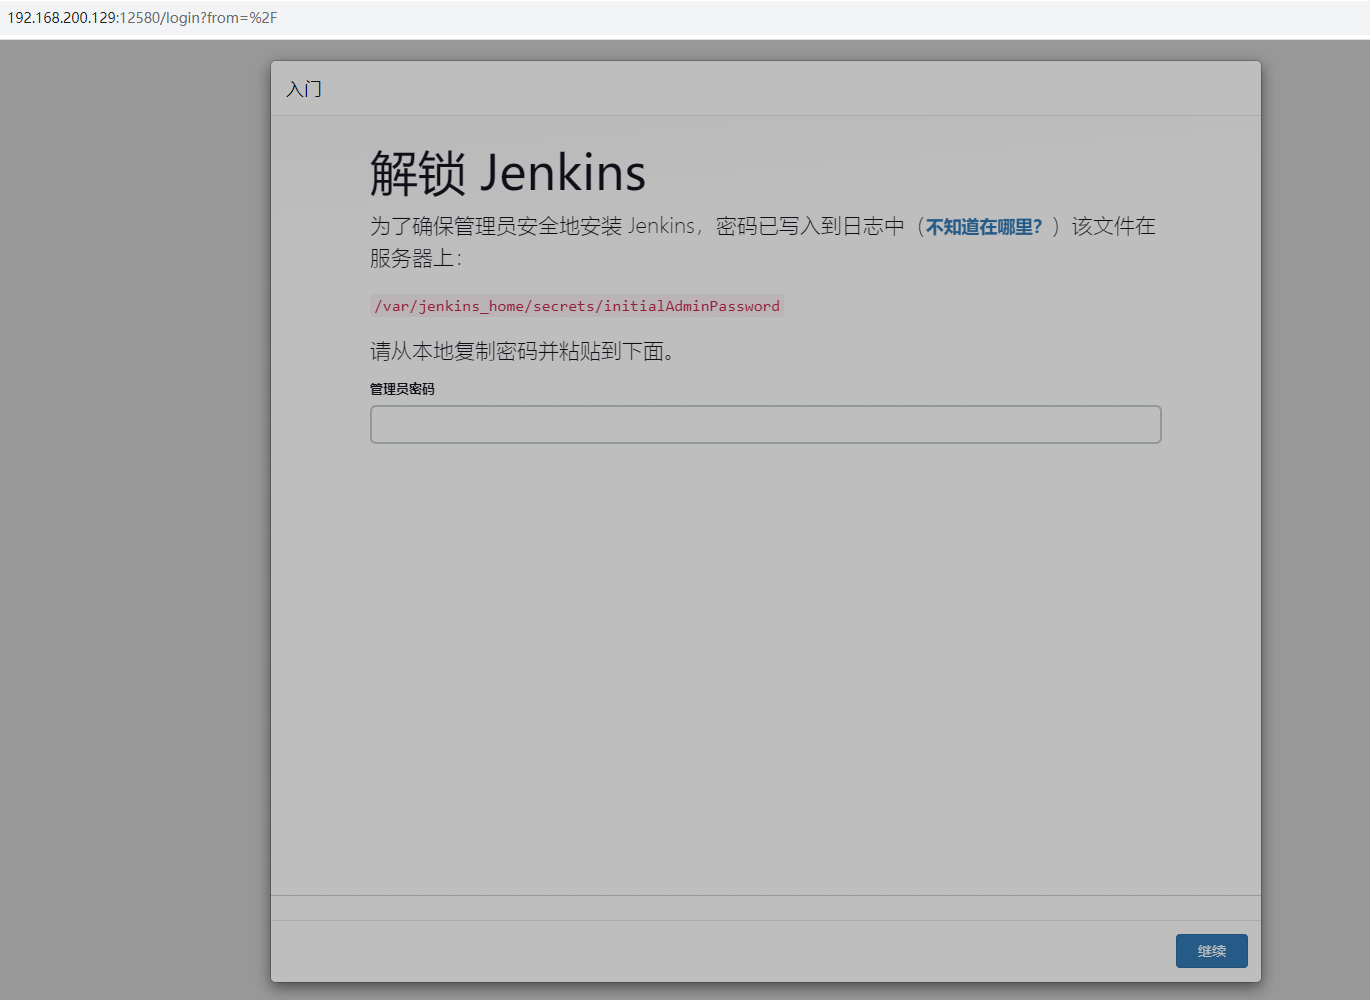 192.168.200.129:12580/login?from=%2F
入门
解锁 Jenkins
为了确保管理员安全地安装 Jenkins，密码已写入到日志中（不知道在哪里？）该文件在
服务器上：
/var/jenkins_home/secrets/initialAdminPassword
请从本地复制密码并粘贴到下面。
管理员密码
继续